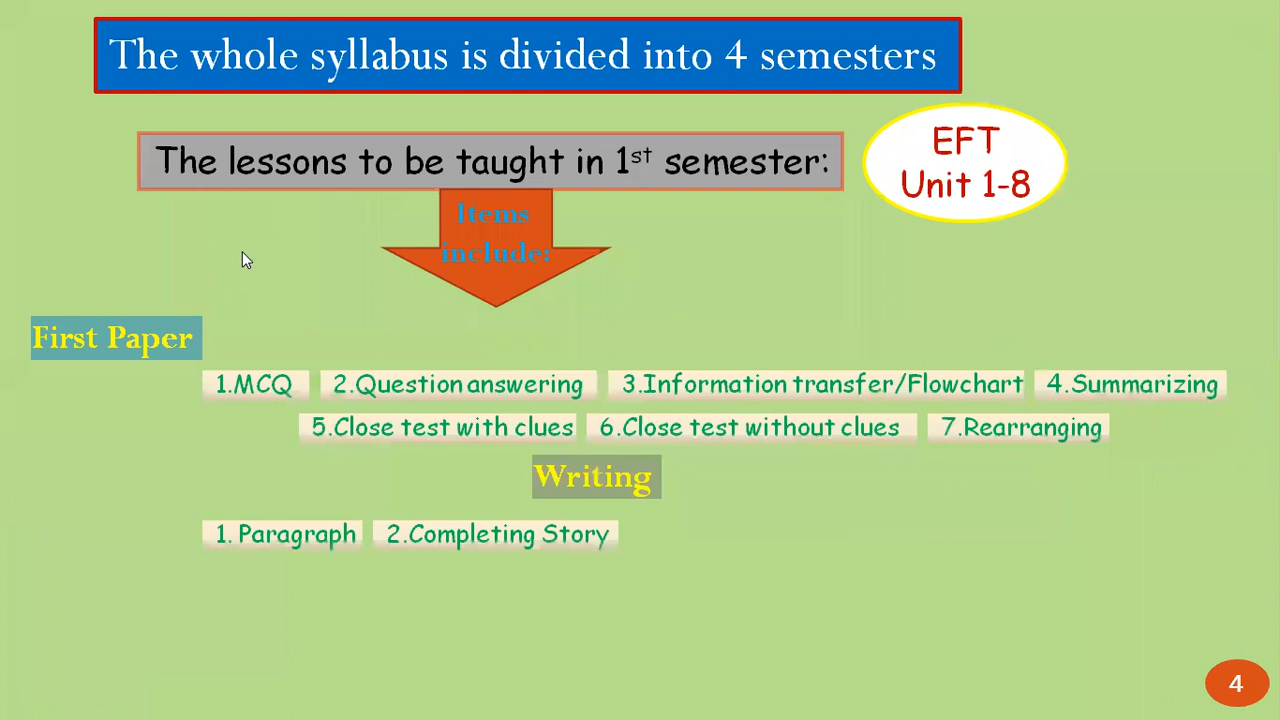 The whole syllabus is divided into 4 semesters
The lessons to be taught in 1st semester:
EFT
Unit 1-8
Items
include:
First Paper
1.MCQ 2.Question answering 3.Information transfer/Flowchart 4.Summarizing
5.Close test with clues 6.Close test without clues 7.Rearranging
Writing
1. Paragraph 2.Completing Story
4